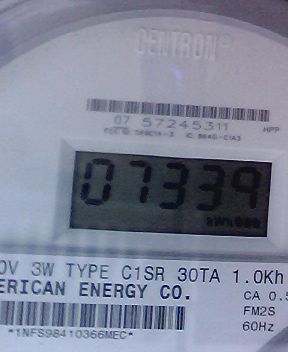 CENTRON®
07 57245311
HPP
07339
kWh
0V 3W TYPE C1SR 30TA 1.0Kh
ERICAN ENERGY CO.
CA 0.5
FM2S
60Hz
*1NFS98410366MEC*